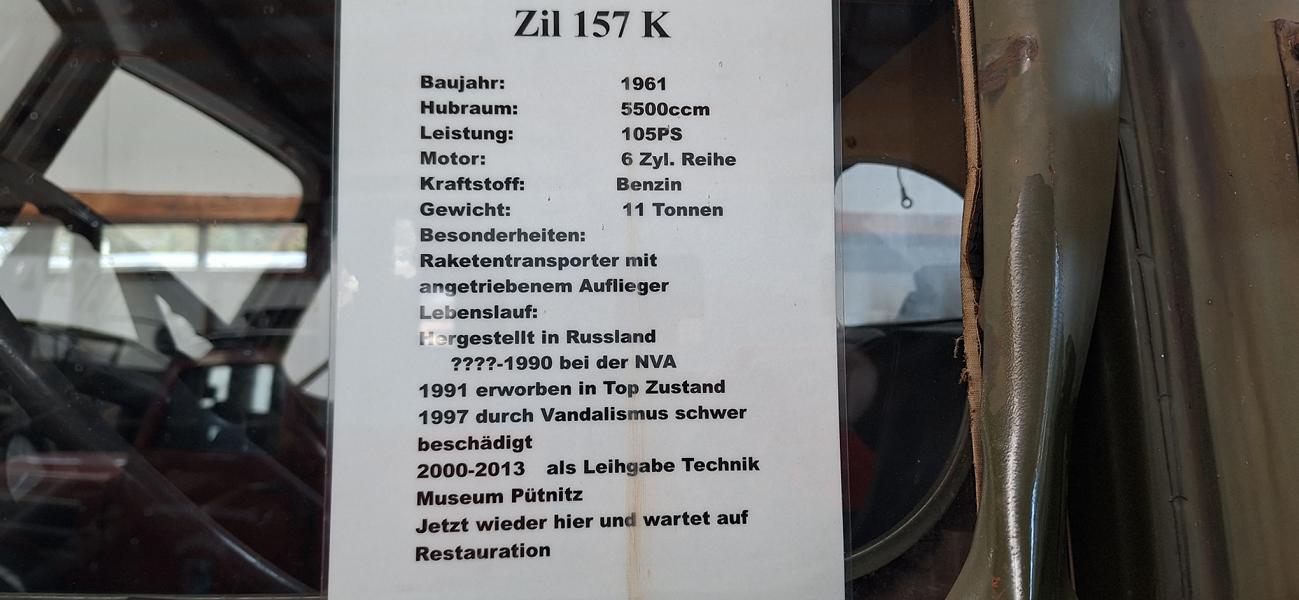 Zil 157 K
Baujahr: 1961
Hubraum: 5500ccm
Leistung: 105PS
Motor: 6 Zyl. Reihe
Kraftstoff: Benzin
Gewicht: 11 Tonnen
Besonderheiten:
Raketentransporter mit
angetriebenem Auflieger
Lebenslauf:
Hergestellt in Russland
????-1990 bei der NVA
1991 erworben in Top Zustand
1997 durch Vandalismus schwer
beschädigt
2000-2013 als Leihgabe Technik
Museum Pütnitz
Jetzt wieder hier und wartet auf
Restauration